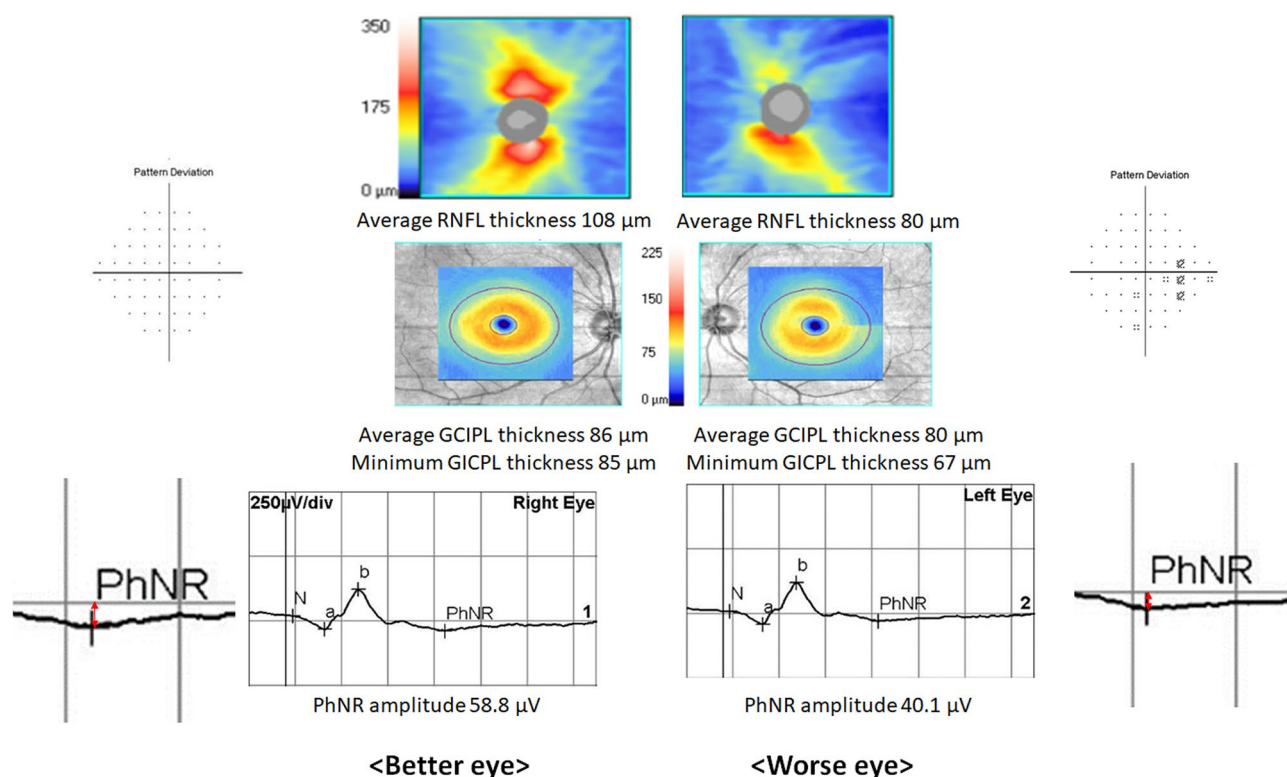 350
175
0 µm
Pattern Deviation
Pattern Deviation
Average RNFL thickness 108 µm
Average RNFL thickness 80 µm
225
150
75
0 µm
Average GCIPL thickness 86 µm
Minimum GICPL thickness 85 µm
Average GCIPL thickness 80 µm
Minimum GICPL thickness 67 µm
PhNR
250µV/div
Right Eye
N
a
b
PhNR
1
Left Eye
N
a
b
PhNR
2
PhNR
PhNR amplitude 58.8 µV
PhNR amplitude 40.1 µV
<Better eye>
<Worse eye>